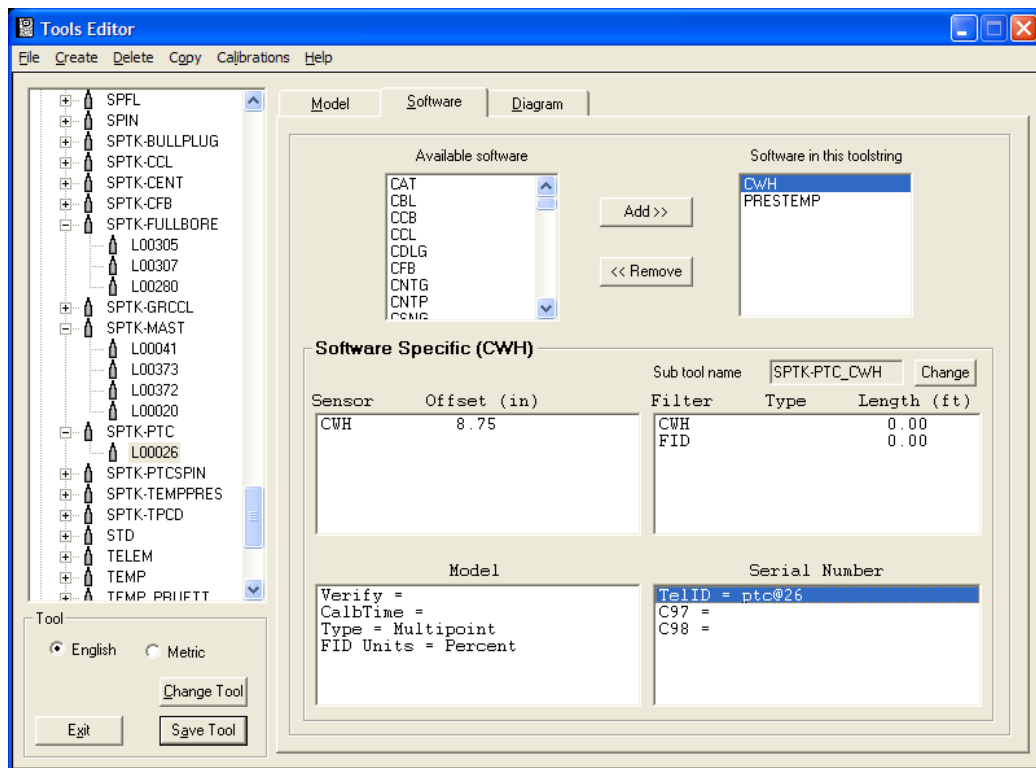 Tools Editor
File Create Delete Copy Calibrations Help
SPFL
SPIN
SPTK-BULLPLUG
SPTK-CCL
SPTK-CENT
SPTK-CFB
SPTK-FULLBORE
L00305
L00307
L00280
SPTK-GRCCL
SPTK-MAST
L00041
L00373
L00372
L00020
SPTK-PTC
L00026
SPTK-PTCSPIN
SPTK-TEMPPRES
SPTK-TPCD
STD
TELEM
TEMP
TEMP_PRUETT
Tool
English Metric
Change Tool
Exit Save Tool
Model Software Diagram
Available software
CAT
CBL
CCB
CCL
CDLG
CFB
CNTG
CNTP
CSNG
Add >>
<< Remove
Software in this toolstring
CWH
PRESTEMP
Software Specific (CWH)
Sub tool name SPTK-PTC_CWH Change
Sensor Offset (in)
CWH 8.75
Filter Type Length (ft)
CWH 0.00
FID 0.00
Model
Verify =
CalbTime =
Type = Multipoint
FID Units = Percent
Serial Number
TelID = ptc@26
C97 =
C98 =